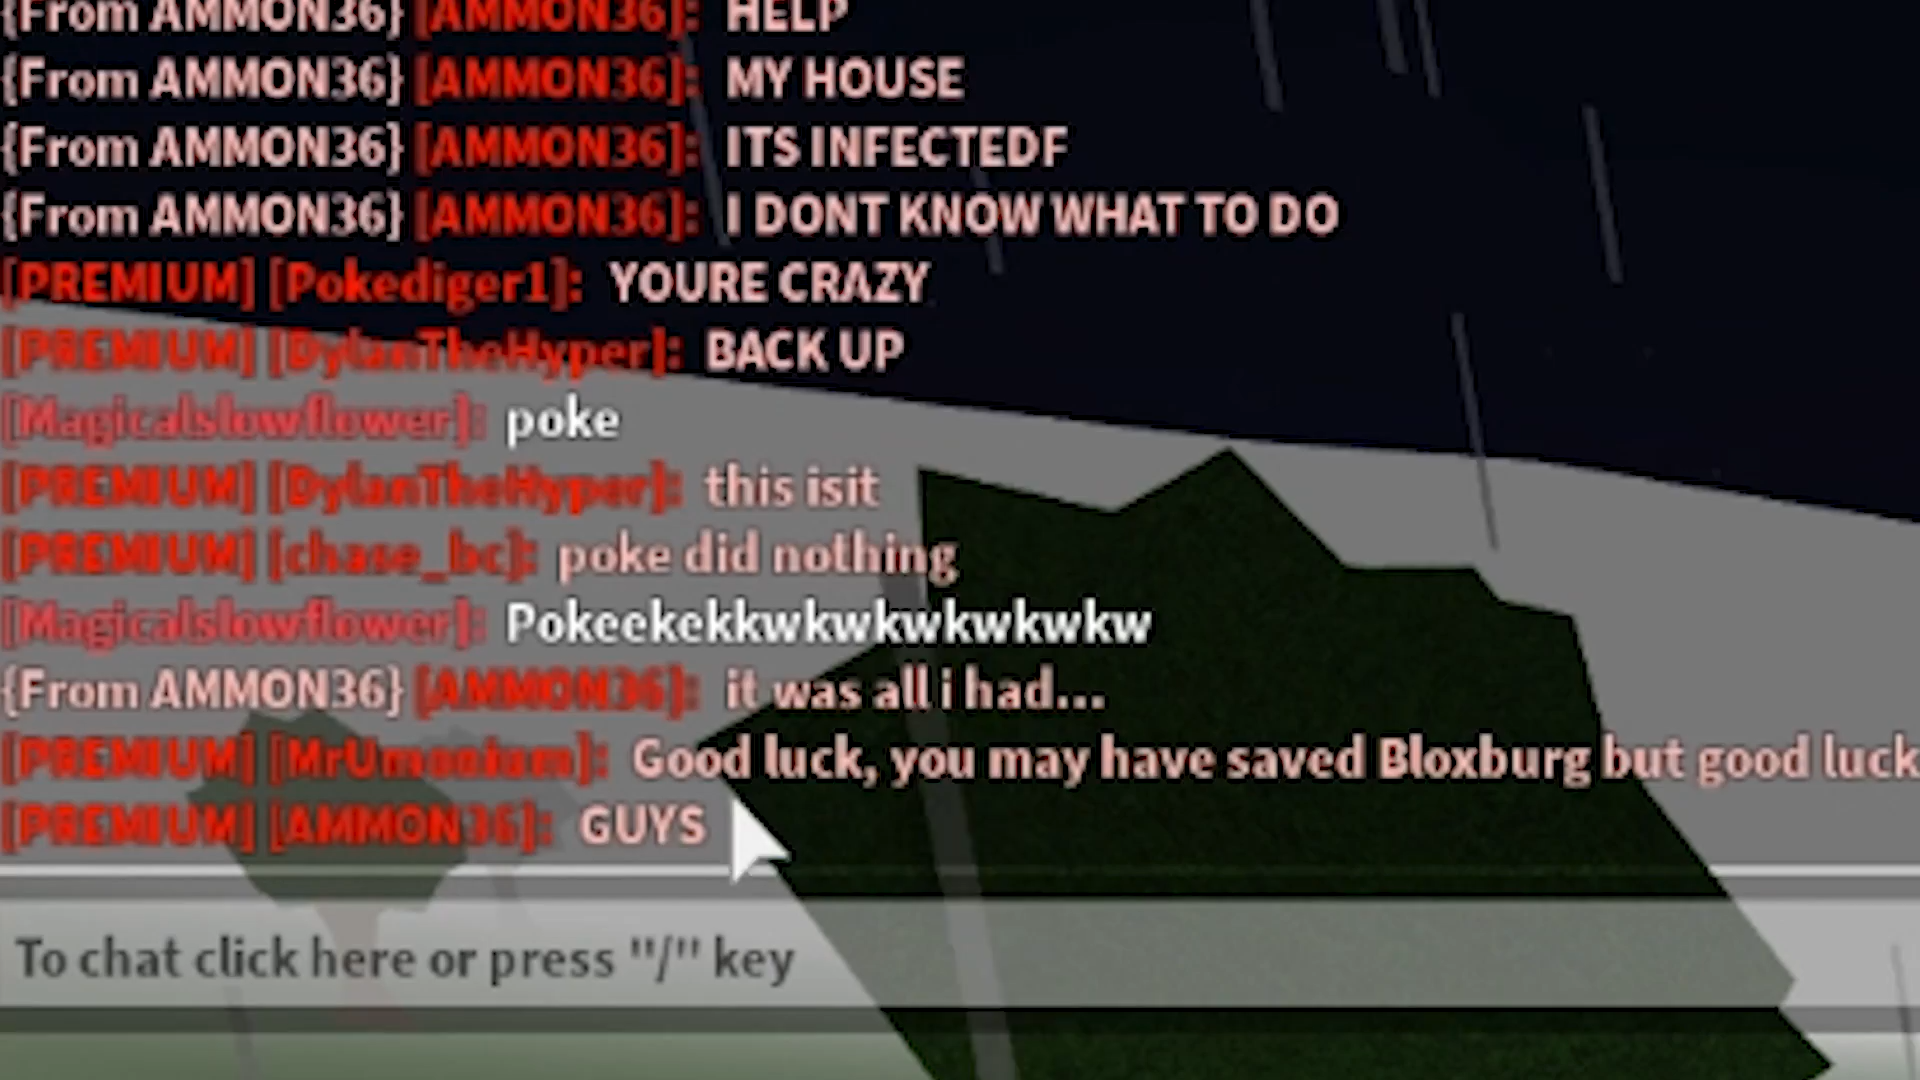 {From AMMON36} [AMMON36]: HELP
{From AMMON36} [AMMON36]: MY HOUSE
{From AMMON36} [AMMON36]: ITS INFECTEDF
{From AMMON36} [AMMON36]: I DONT KNOW WHAT TO DO
[PREMIUM] [Pokediger1]: YOURE CRAZY
[PREMIUM] [DylanTheHyper]: BACK UP
[Magicalslowflower]: poke
[PREMIUM] [DylanTheHyper]: this isit
[PREMIUM] [chase_bc]: poke did nothing
[Magicalslowflower]: Pokeekekkwkwkwkwkwkw
{From AMMON36} [AMMON36]: it was all i had...
[PREMIUM] [MrUmonium]: Good luck, you may have saved Bloxburg but good luck
[PREMIUM] [AMMON36]: GUYS
To chat click here or press "/" key